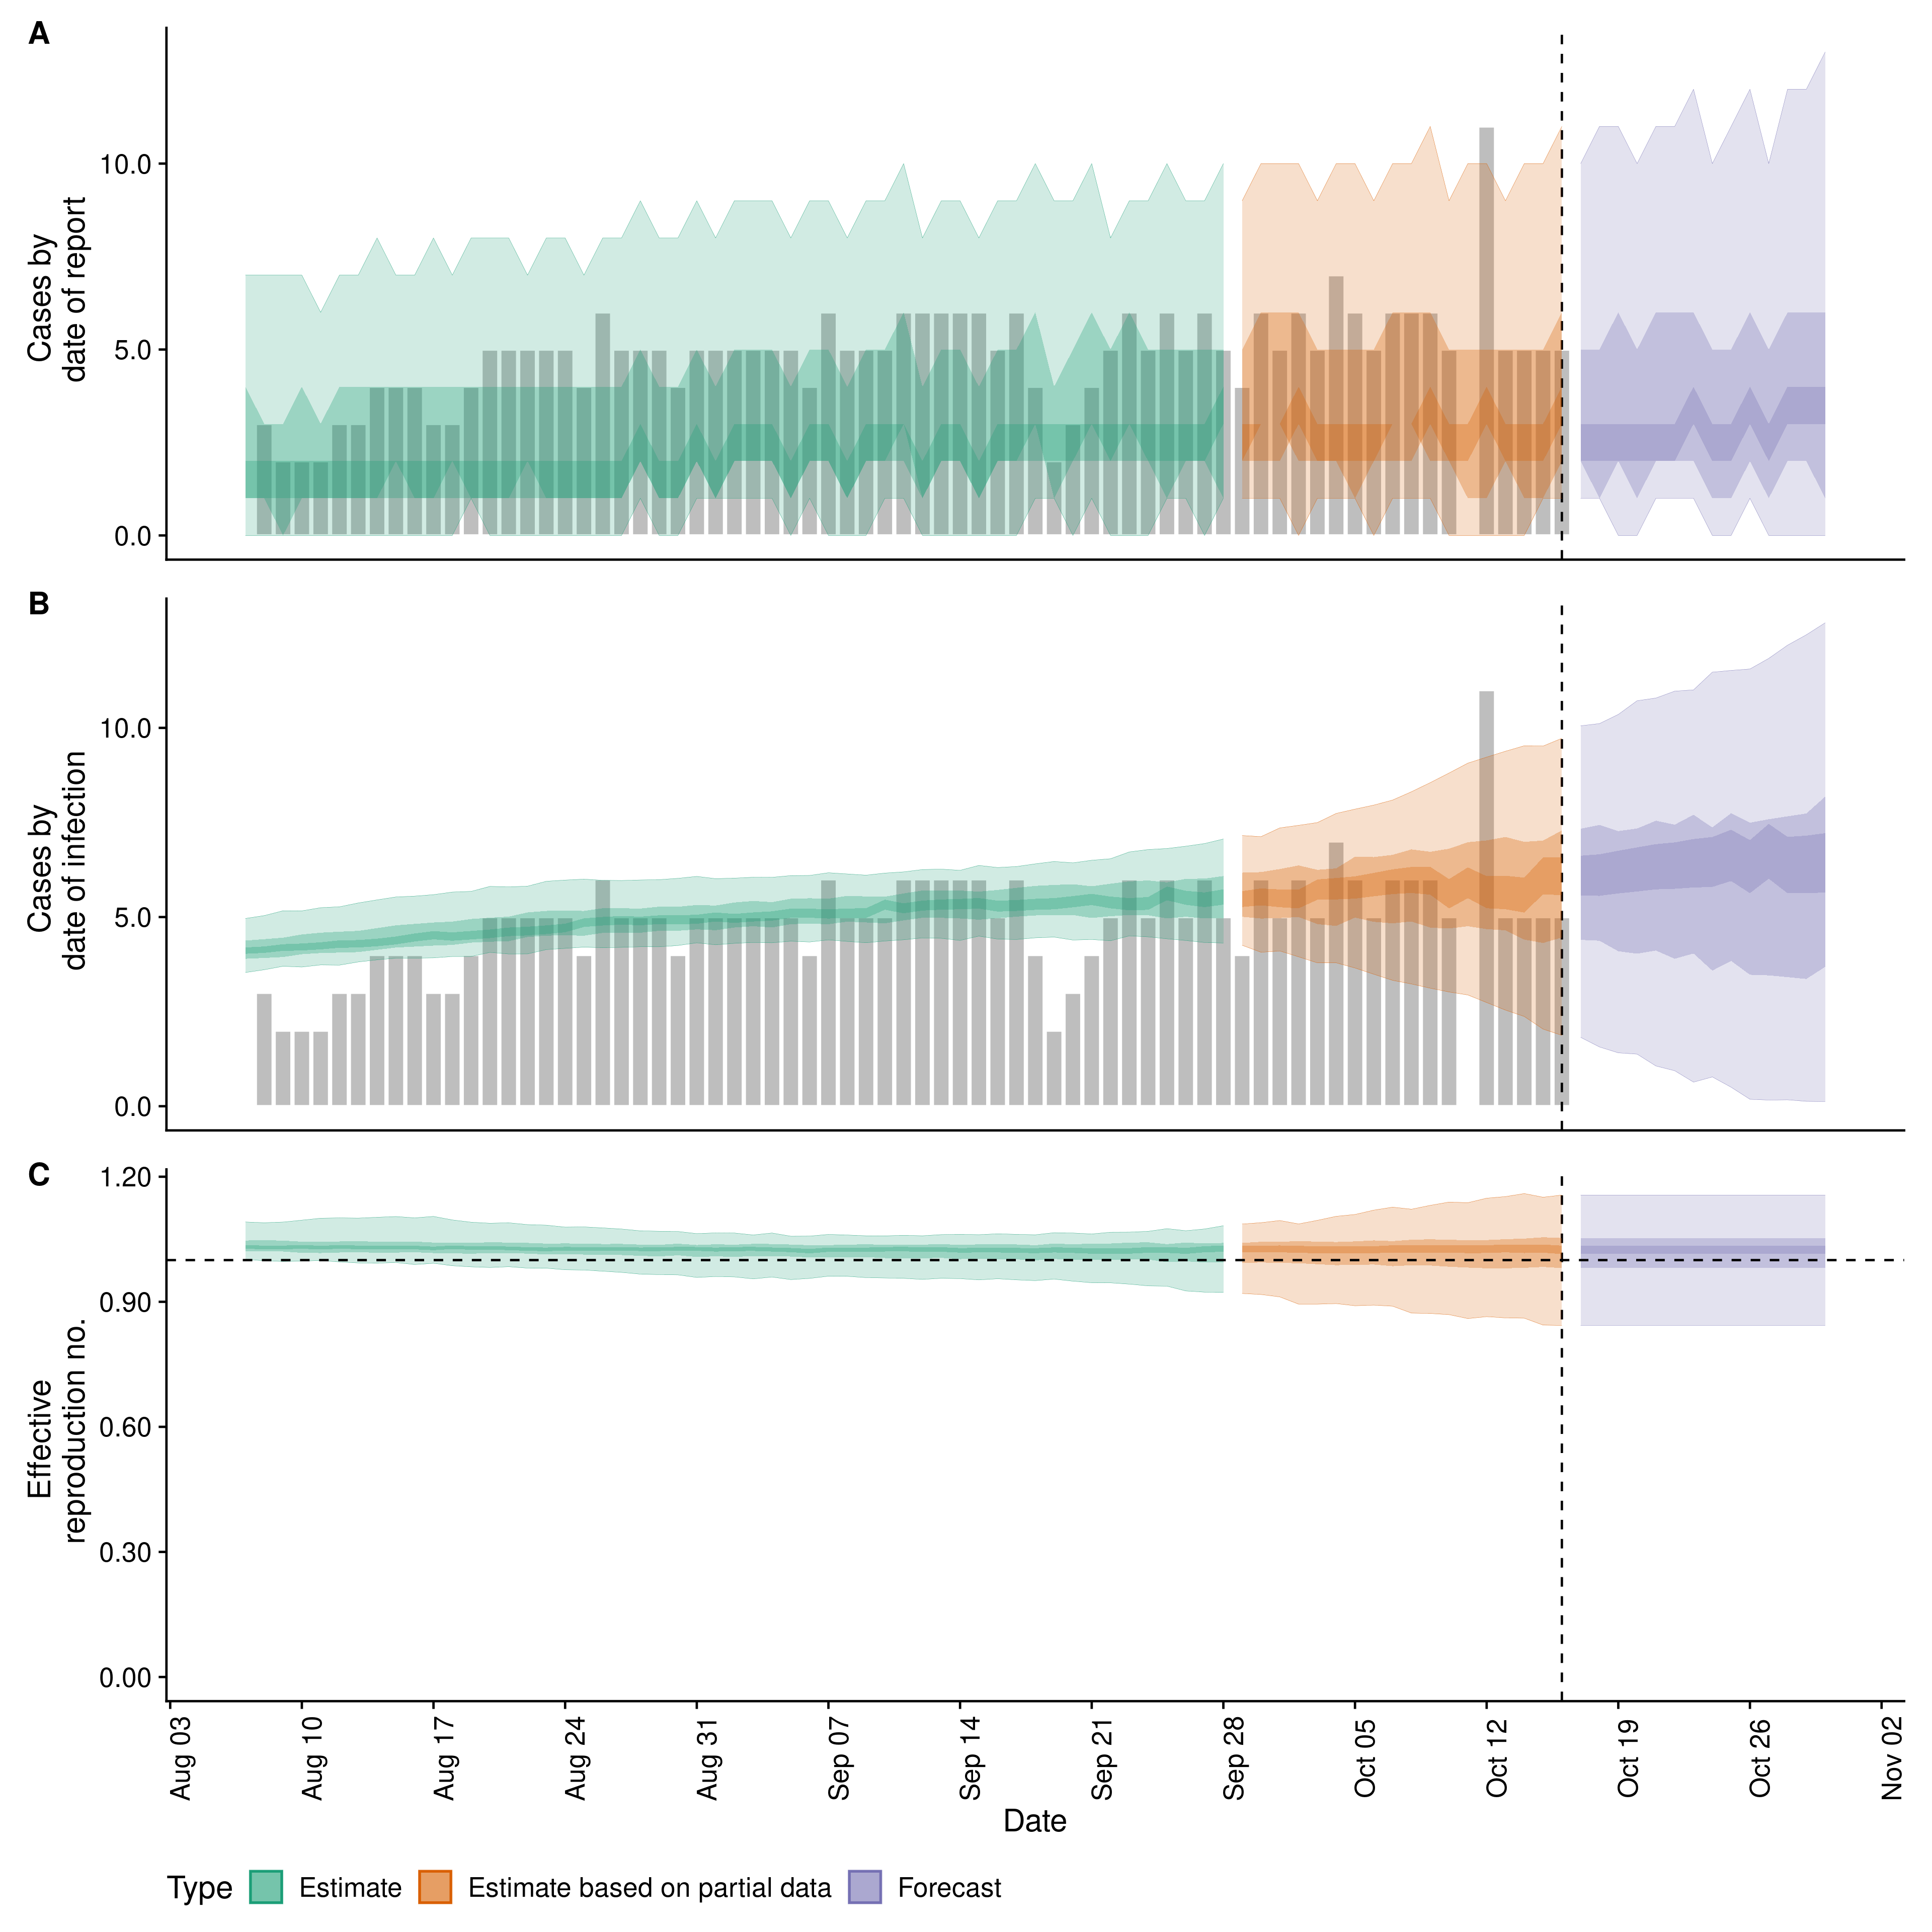 A
Cases by
date of report
10.0
5.0
0.0
B
Cases by
date of infection
10.0
5.0
0.0
C
Effective
reproduction no.
1.20
0.90
0.60
0.30
0.00
Aug 03
Aug 10
Aug 17
Aug 24
Aug 31
Sep 07
Sep 14
Sep 21
Sep 28
Oct 05
Oct 12
Oct 19
Oct 26
Nov 02
Date
Type Estimate Estimate based on partial data Forecast